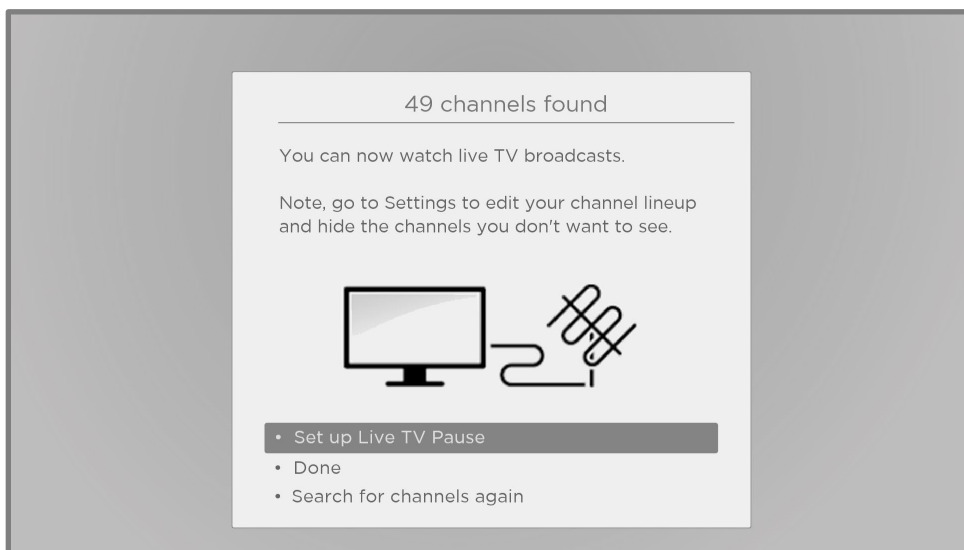 49 channels found
You can now watch live TV broadcasts.
Note, go to Settings to edit your channel lineup
and hide the channels you don't want to see.
• Set up Live TV Pause
• Done
• Search for channels again